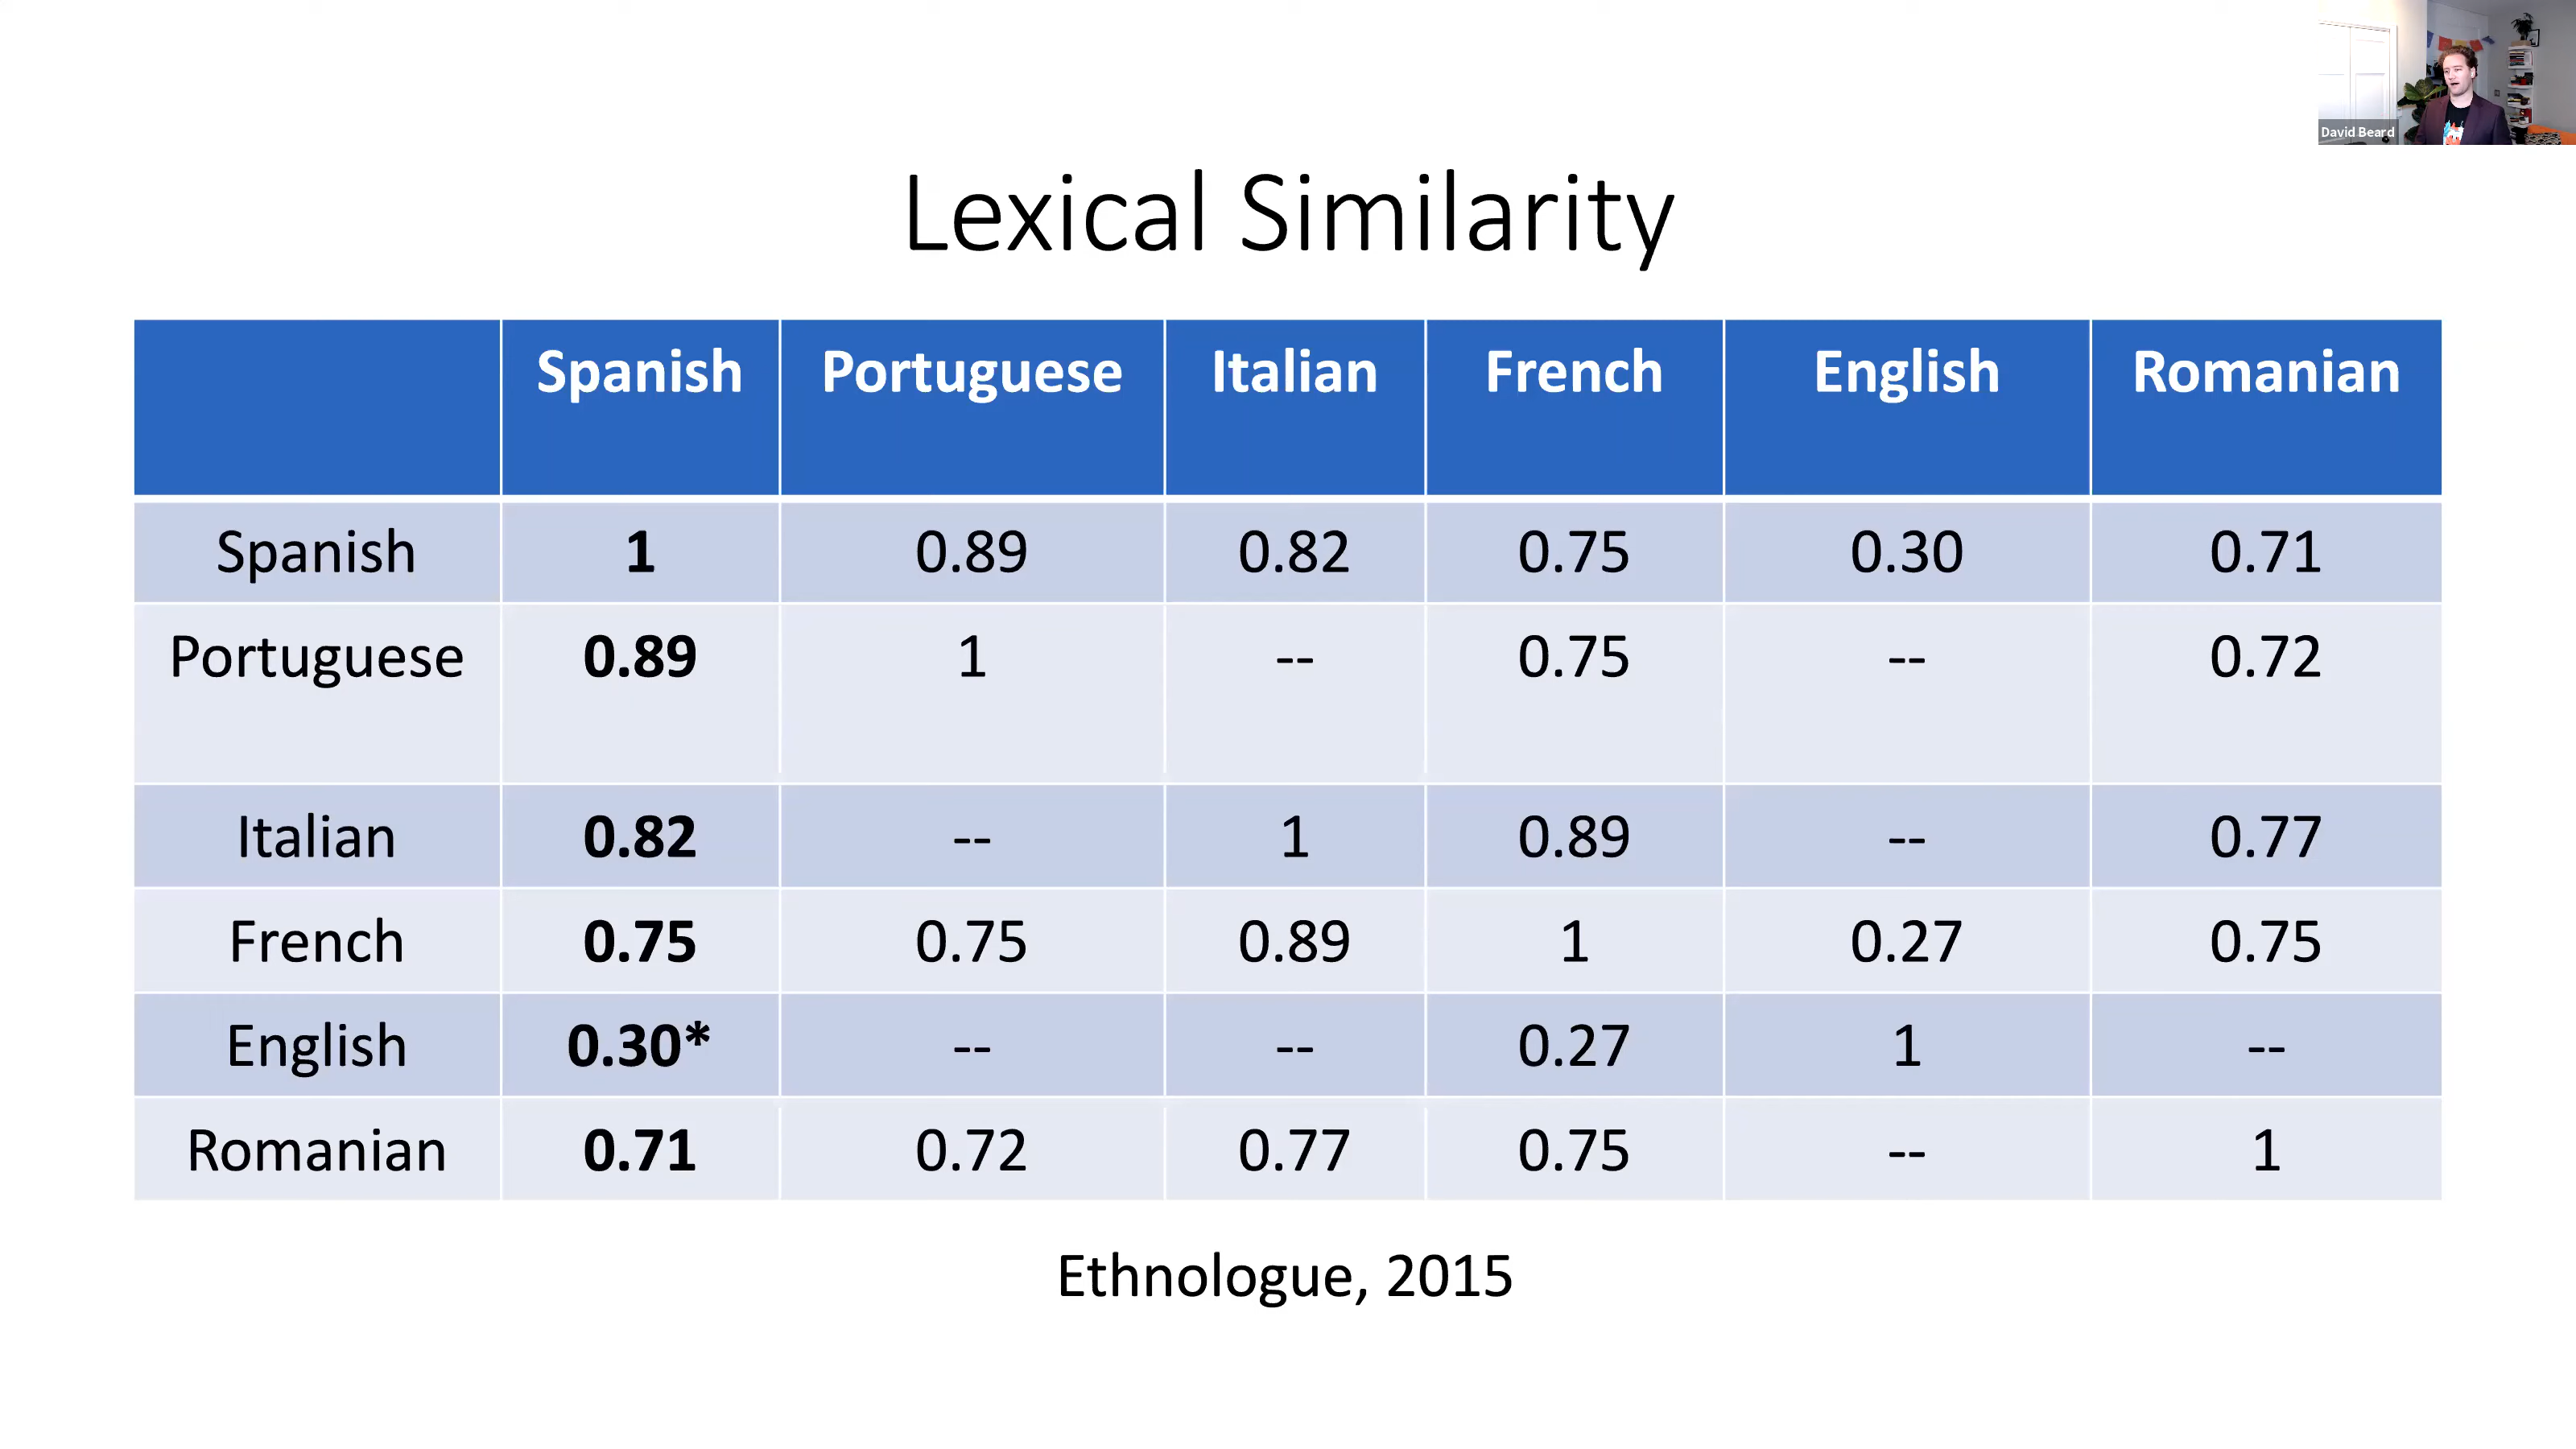 David Beard
Lexical Similarity
Spanish Portuguese Italian French English Romanian
Spanish 1 0.89 0.82 0.75 0.30 0.71
Portuguese 0.89 1 -- 0.75 -- 0.72
Italian 0.82 -- 1 0.89 -- 0.77
French 0.75 0.75 0.89 1 0.27 0.75
English 0.30* -- -- 0.27 1 --
Romanian 0.71 0.72 0.77 0.75 -- 1
Ethnologue, 2015